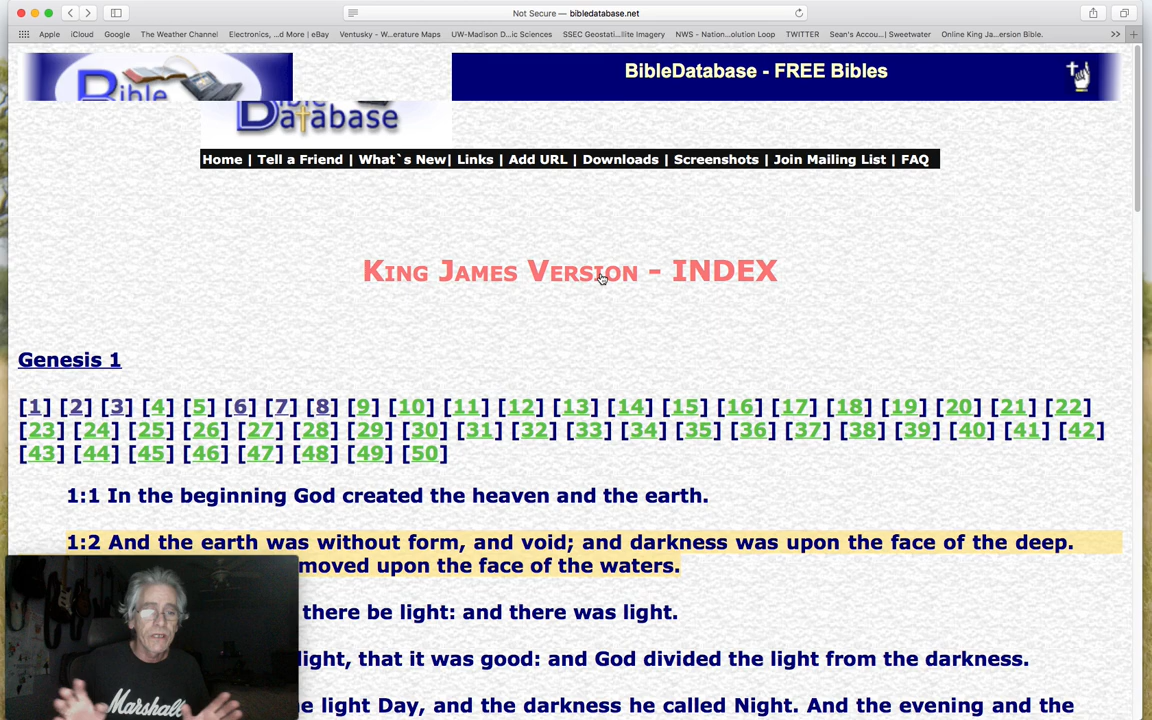 Not Secure — bibledatabase.net
Apple iCloud Google The Weather Channel Electronics, ...d More | eBay Ventusky - W...erature Maps UW-Madison D...ic Sciences SSEC Geostati...llite Imagery NWS - Nation...olution Loop TWITTER Sean's Accou...| Sweetwater Online King Ja...ersion Bible. >>
Bible
BibleDatabase - FREE Bibles
Database
Home | Tell a Friend | What`s New| Links | Add URL | Downloads | Screenshots | Join Mailing List | FAQ
King James Version - INDEX
Genesis 1
[1] [2] [3] [4] [5] [6] [7] [8] [9] [10] [11] [12] [13] [14] [15] [16] [17] [18] [19] [20] [21] [22]
[23] [24] [25] [26] [27] [28] [29] [30] [31] [32] [33] [34] [35] [36] [37] [38] [39] [40] [41] [42]
[43] [44] [45] [46] [47] [48] [49] [50]
1:1 In the beginning God created the heaven and the earth.
1:2 And the earth was without form, and void; and darkness was upon the face of the deep.
moved upon the face of the waters.
there be light: and there was light.
light, that it was good: and God divided the light from the darkness.
e light Day, and the darkness he called Night. And the evening and the
Marshall